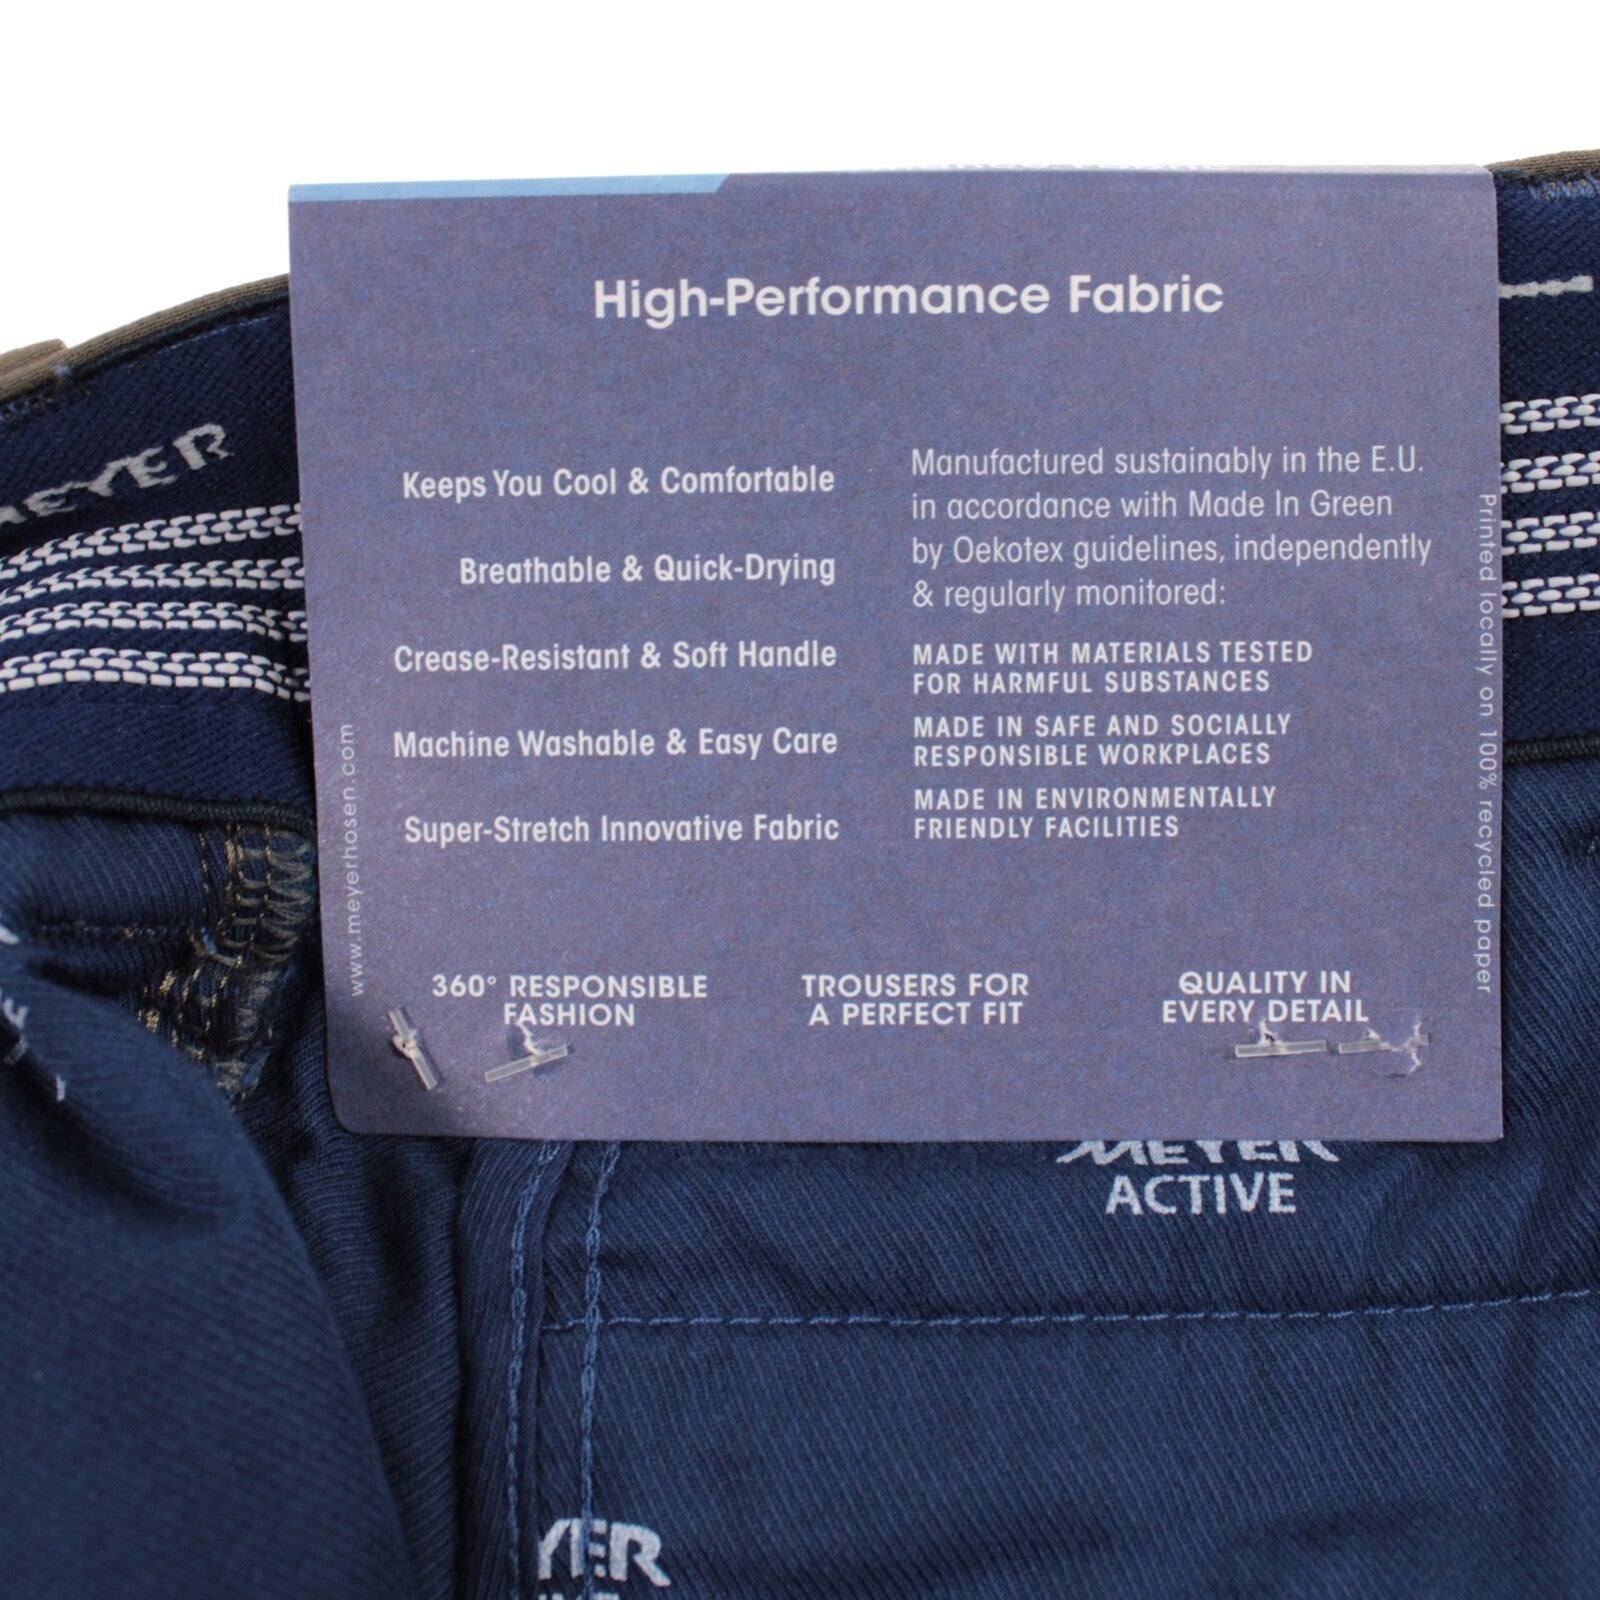 High-Performance Fabric
Keeps You Cool & Comfortable
Breathable & Quick-Drying
Crease-Resistant & Soft Handle
Machine Washable & Easy Care
Super-Stretch Innovative Fabric
Manufactured sustainably in the E.U.
in accordance with Made In Green
by Oekotex guidelines, independently
& regularly monitored:
MADE WITH MATERIALS TESTED
FOR HARMFUL SUBSTANCES
MADE IN SAFE AND SOCIALLY
RESPONSIBLE WORKPLACES
MADE IN ENVIRONMENTALLY
FRIENDLY FACILITIES
360° RESPONSIBLE
FASHION
TROUSERS FOR
A PERFECT FIT
QUALITY IN
EVERY DETAIL
www.meyerhosen.com
Printed locally on 100% recycled paper
MEYER
MEYER
ACTIVE
YER